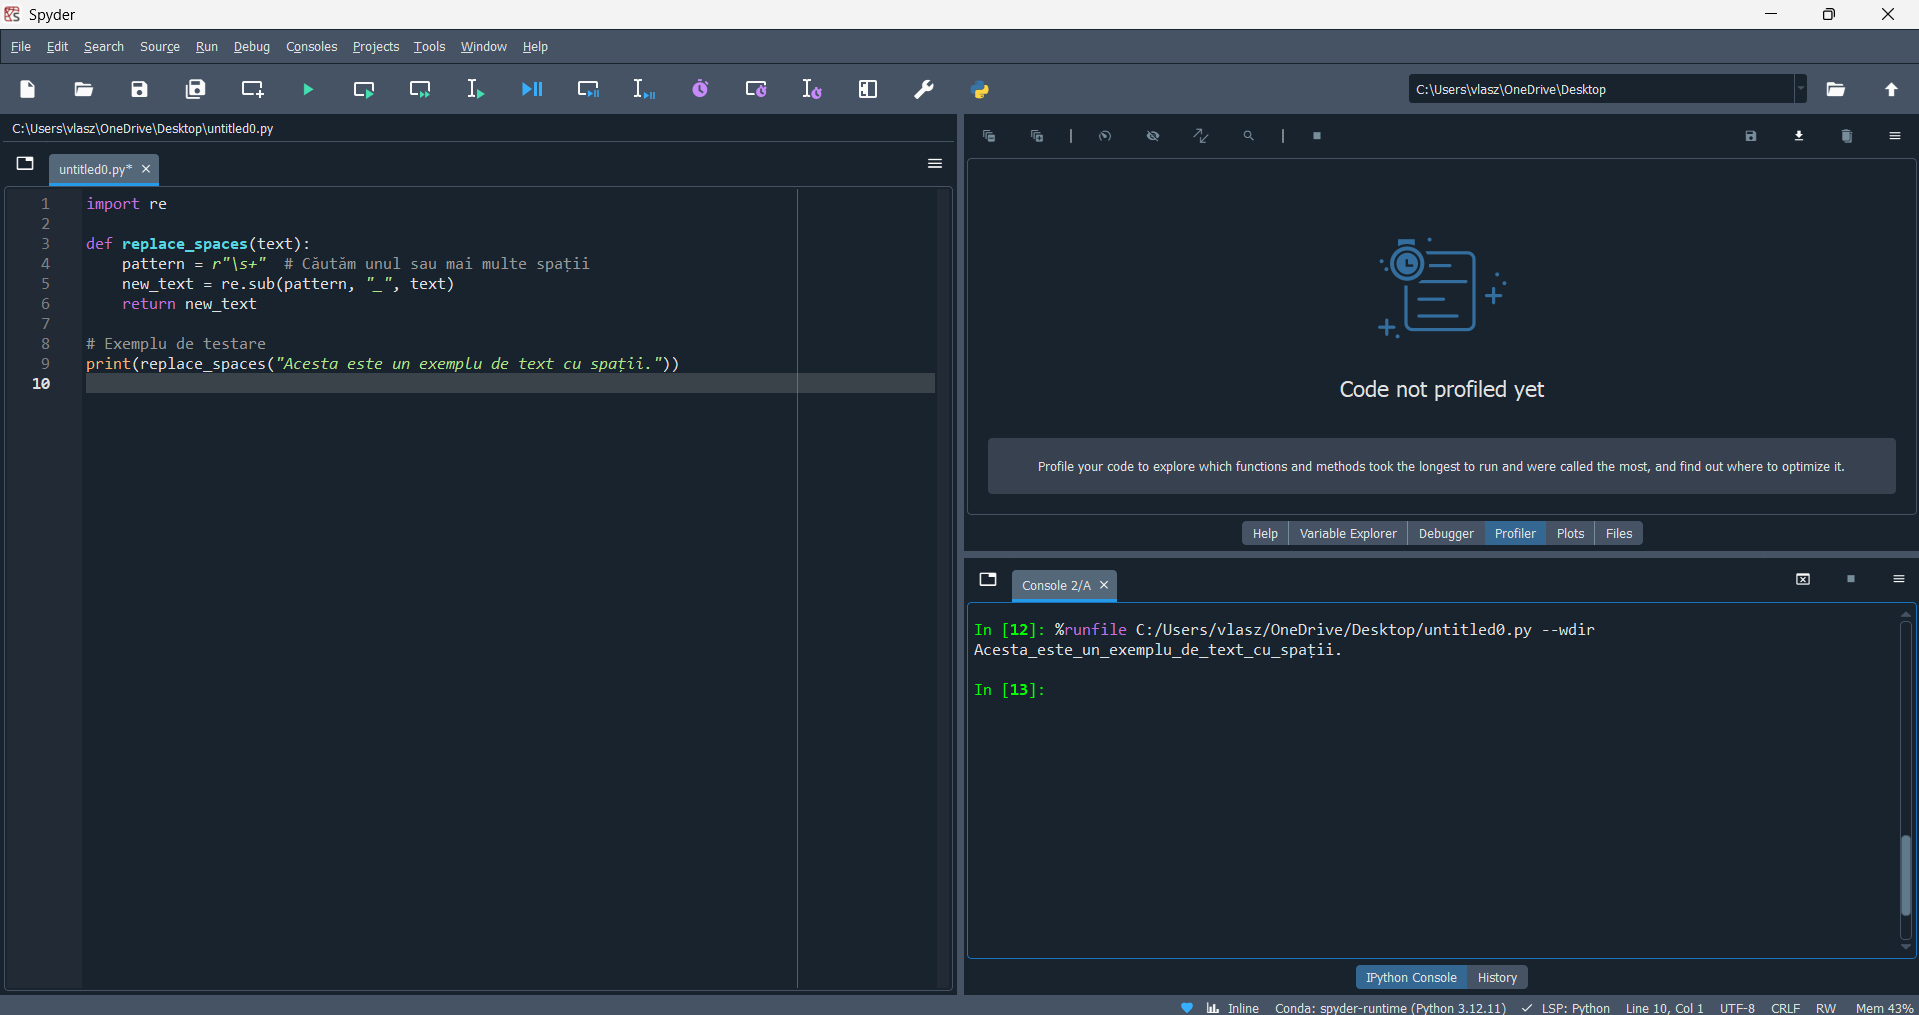 Spyder
File Edit Search Source Run Debug Consoles Projects Tools Window Help
C:\Users\vlasz\OneDrive\Desktop
C:\Users\vlasz\OneDrive\Desktop\untitled0.py
untitled0.py*
1 import re
2
3 def replace_spaces(text):
4     pattern = r"\s+"  # Căutăm unul sau mai multe spații
5     new_text = re.sub(pattern, "_", text)
6     return new_text
7
8 # Exemplu de testare
9 print(replace_spaces("Acesta este un exemplu de text cu spații."))
10
Code not profiled yet
Profile your code to explore which functions and methods took the longest to run and were called the most, and find out where to optimize it.
Help Variable Explorer Debugger Profiler Plots Files
Console 2/A
In [12]: %runfile C:/Users/vlasz/OneDrive/Desktop/untitled0.py --wdir
Acesta_este_un_exemplu_de_text_cu_spații.
In [13]:
IPython Console History
Inline Conda: spyder-runtime (Python 3.12.11) LSP: Python Line 10, Col 1 UTF-8 CRLF RW Mem 43%